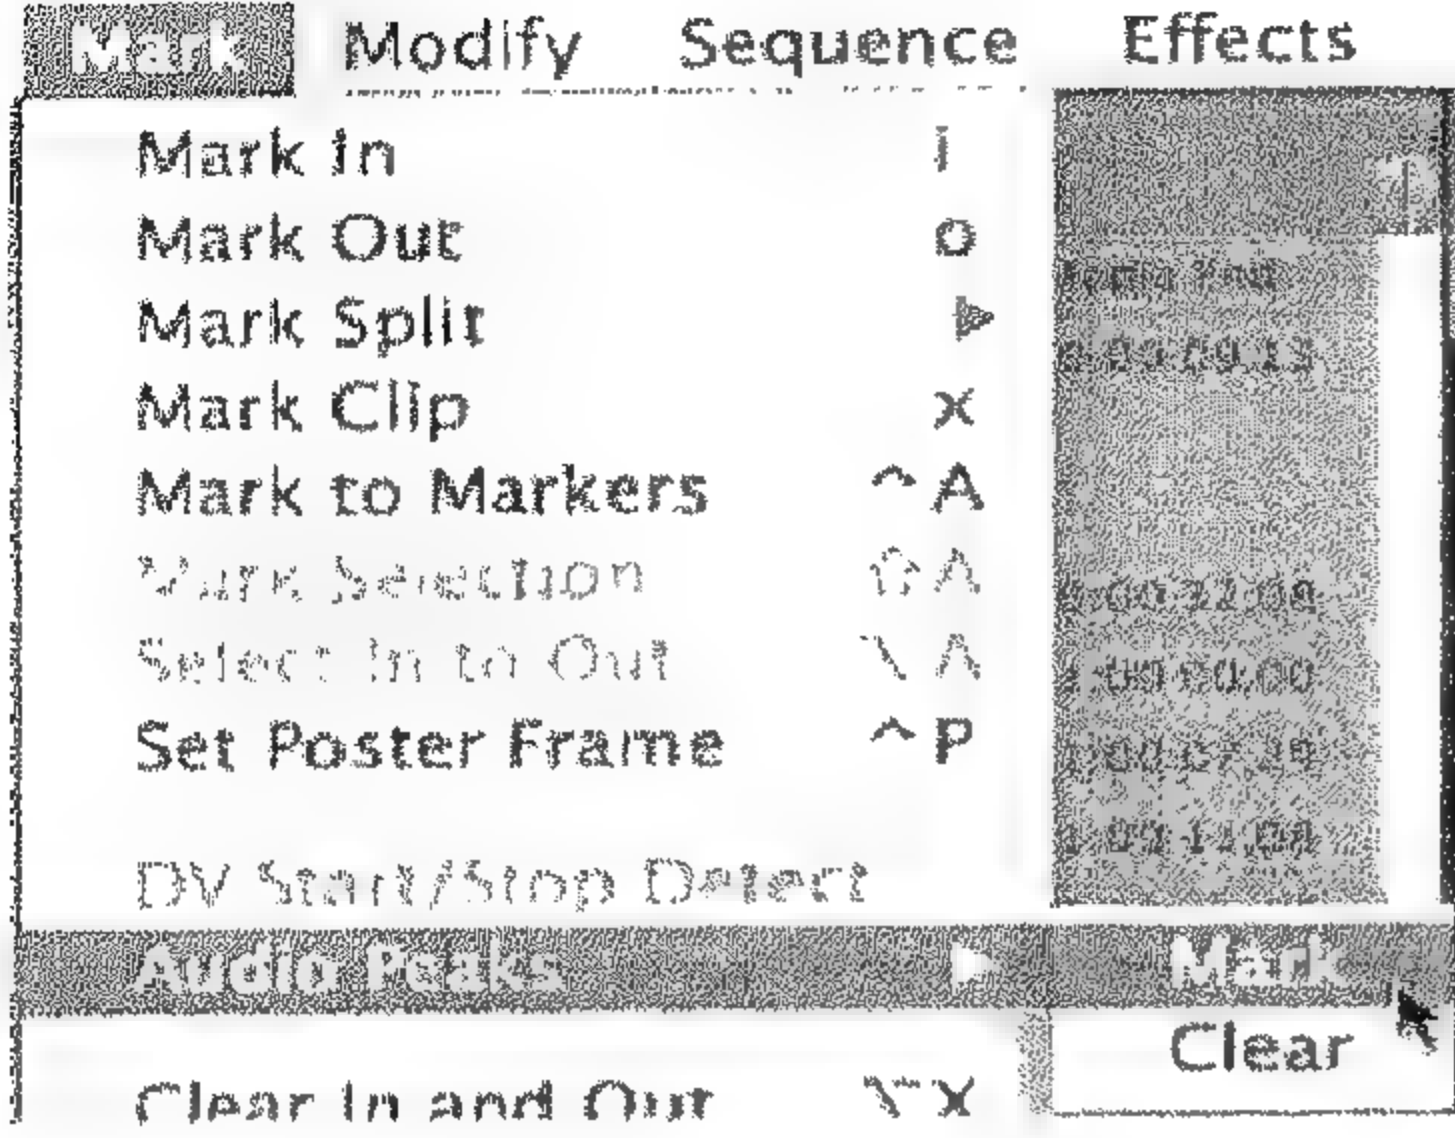 Mark Modify Sequence Effects
Mark In I
Mark Out O
Mark Split ▶
Mark Clip X
Mark to Markers ^A
Mark Selection ⇧A
Select In to Out ⌥A
Set Poster Frame ^P
DV Start/Stop Detect
Audio Peaks ▶ Mark
Clear
Clear In and Out ⌥X